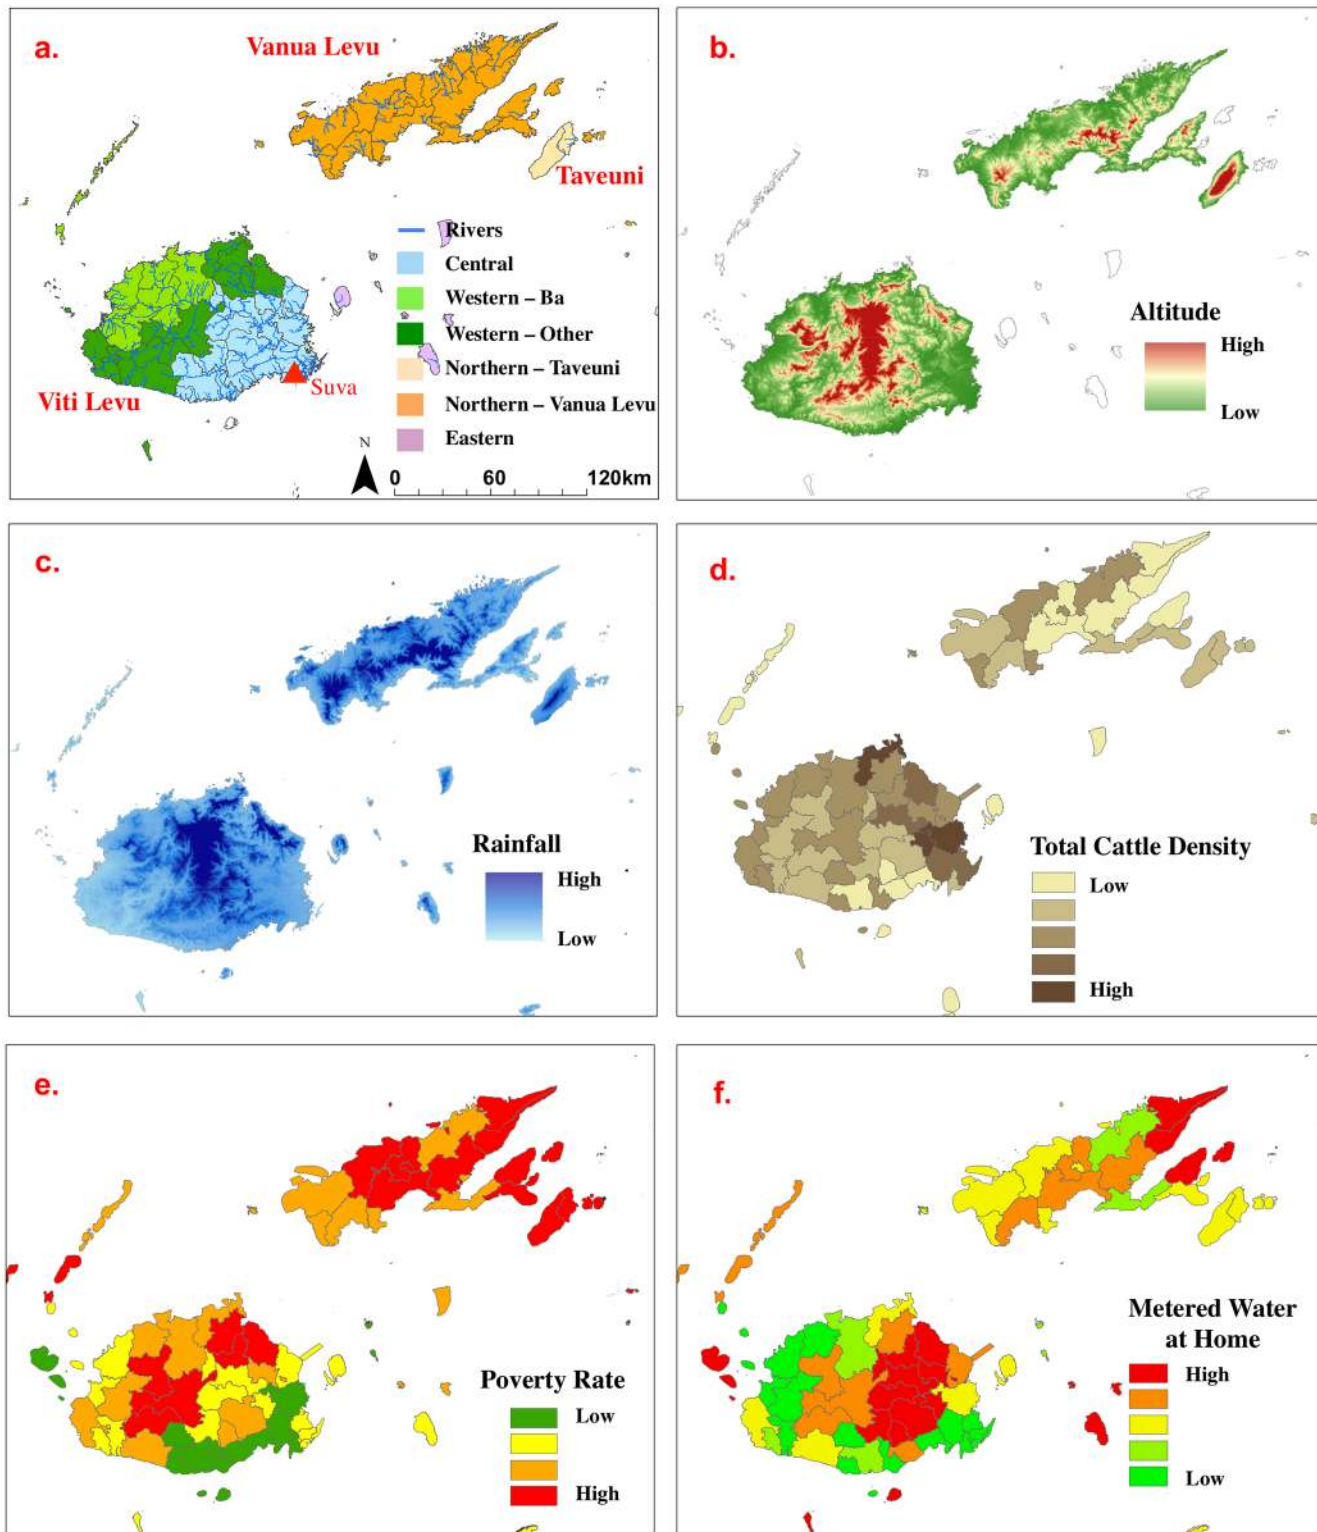 a.
Vanua Levu
Taveuni
Rivers
Central
Western – Ba
Western – Other
Northern – Taveuni
Northern – Vanua Levu
Eastern
Suva
Viti Levu
N
0 60 120km
b.
Altitude
High
Low
c.
Rainfall
High
Low
d.
Total Cattle Density
Low
High
e.
Poverty Rate
Low
High
f.
Metered Water
at Home
High
Low